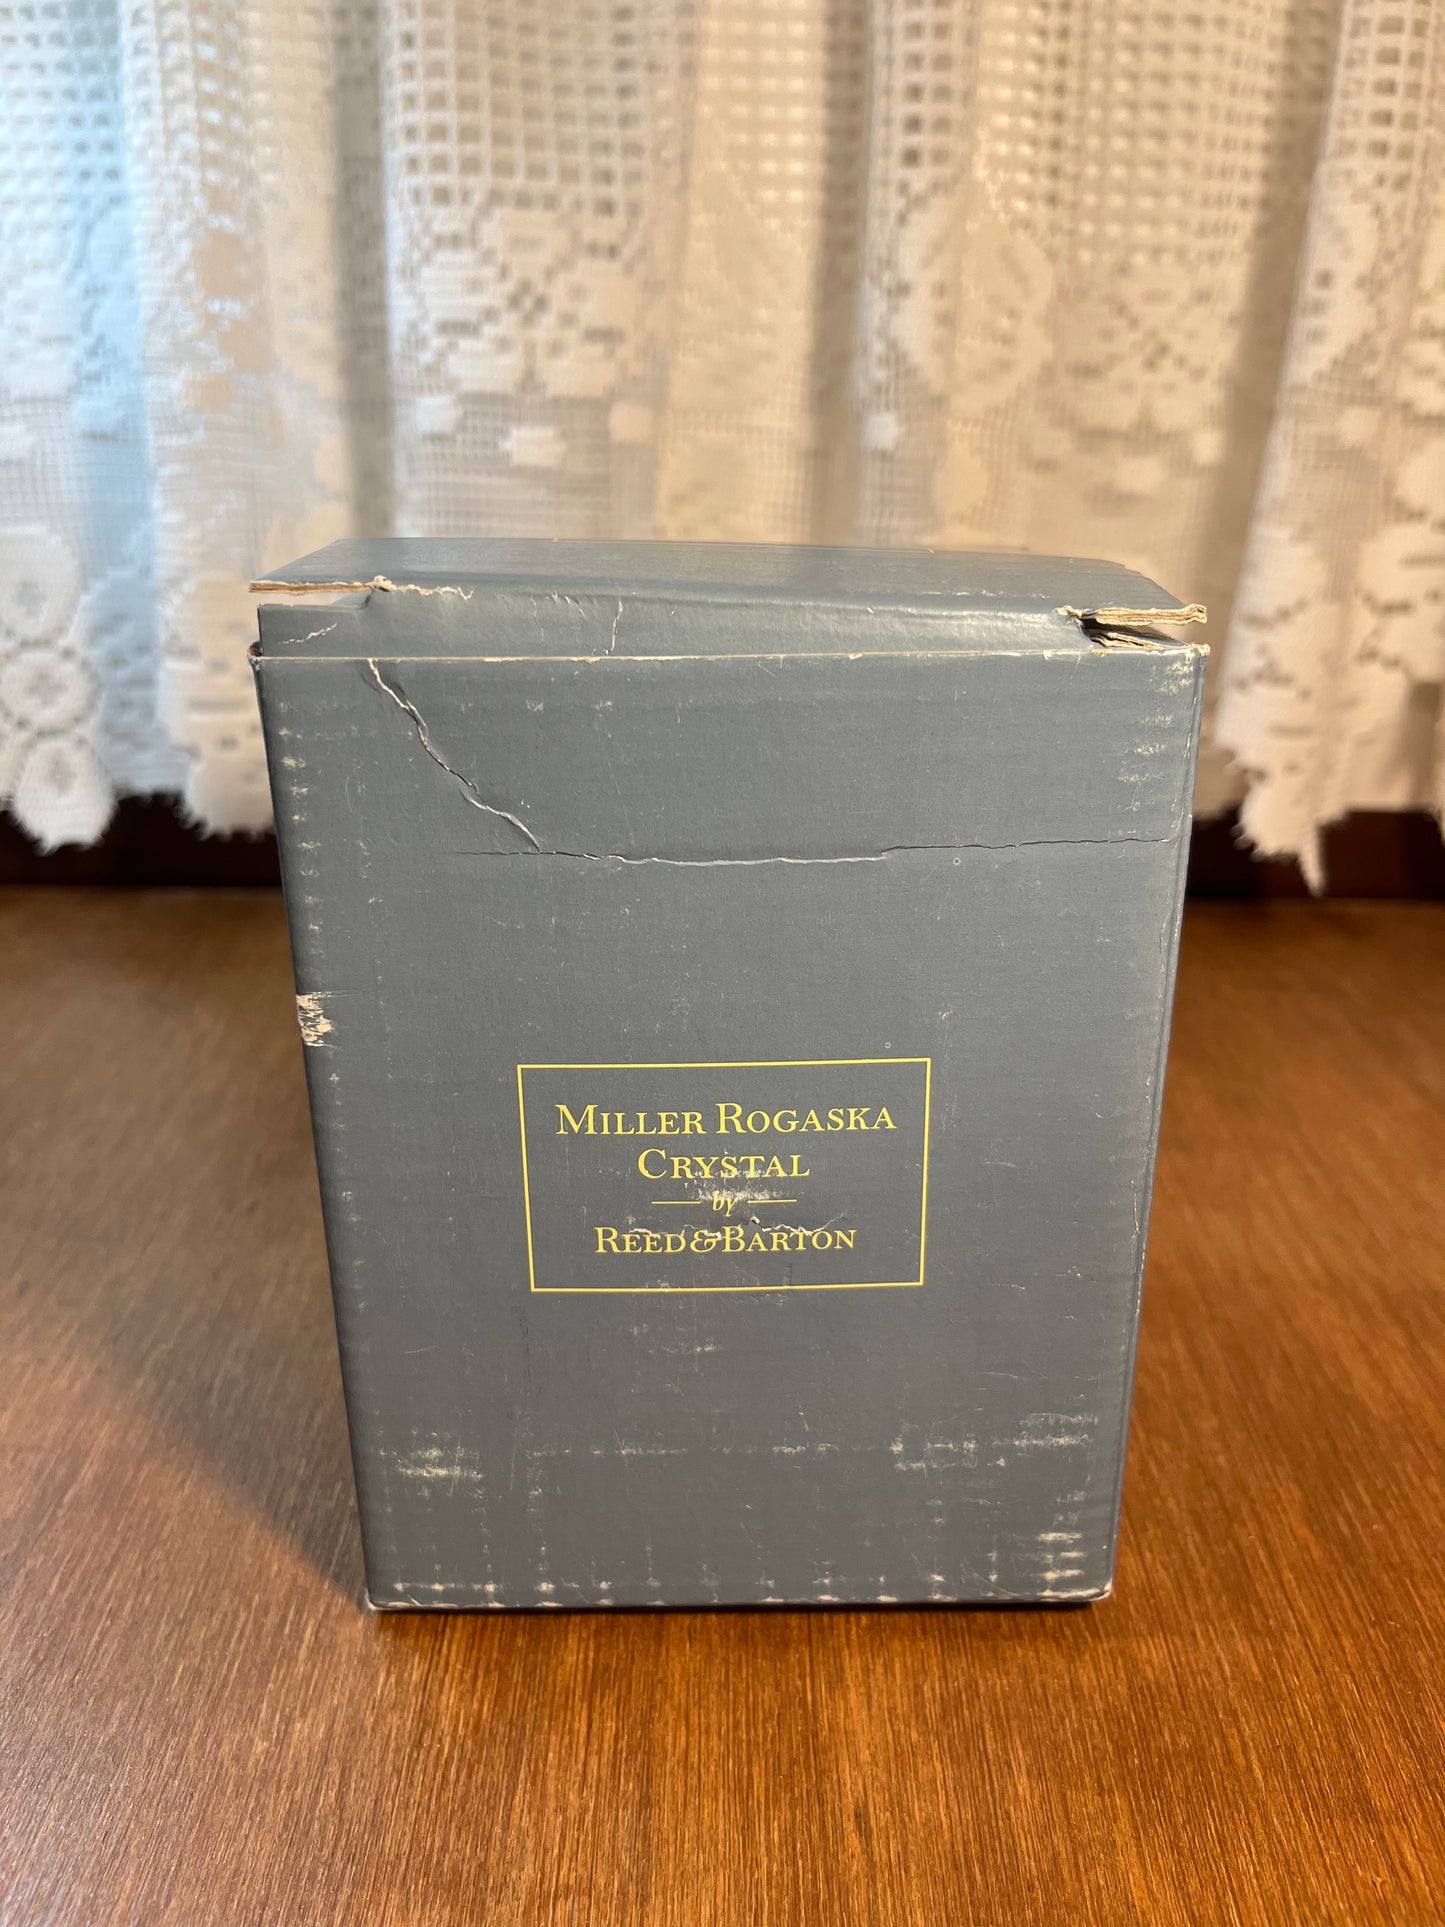 MILLER ROGASKA
CRYSTAL
by
REED & BARTON